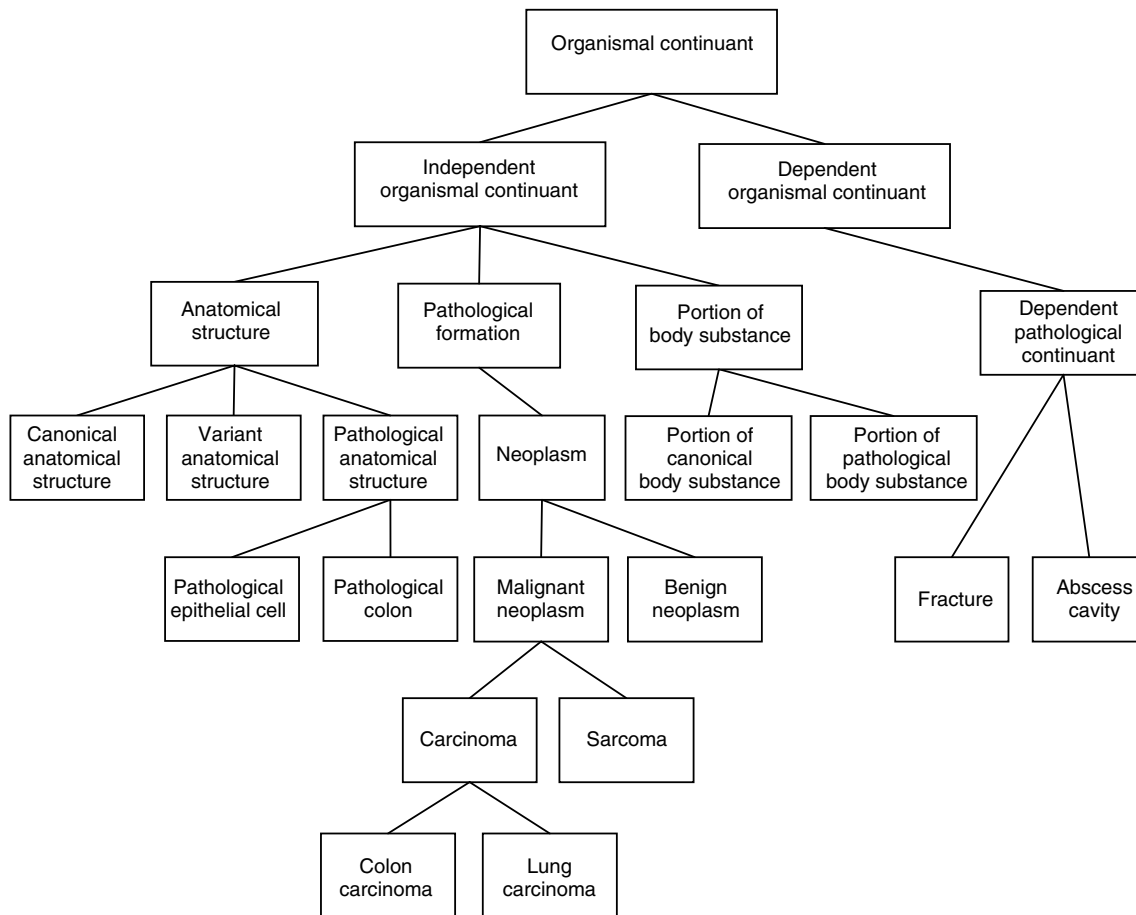 Organismal continuant
Independent
organismal continuant
Dependent
organismal continuant
Anatomical
structure
Pathological
formation
Portion of
body substance
Dependent
pathological
continuant
Canonical
anatomical
structure
Variant
anatomical
structure
Pathological
anatomical
structure
Neoplasm
Portion of
canonical
body substance
Portion of
pathological
body substance
Pathological
epithelial cell
Pathological
colon
Malignant
neoplasm
Benign
neoplasm
Fracture
Abscess
cavity
Carcinoma
Sarcoma
Colon
carcinoma
Lung
carcinoma